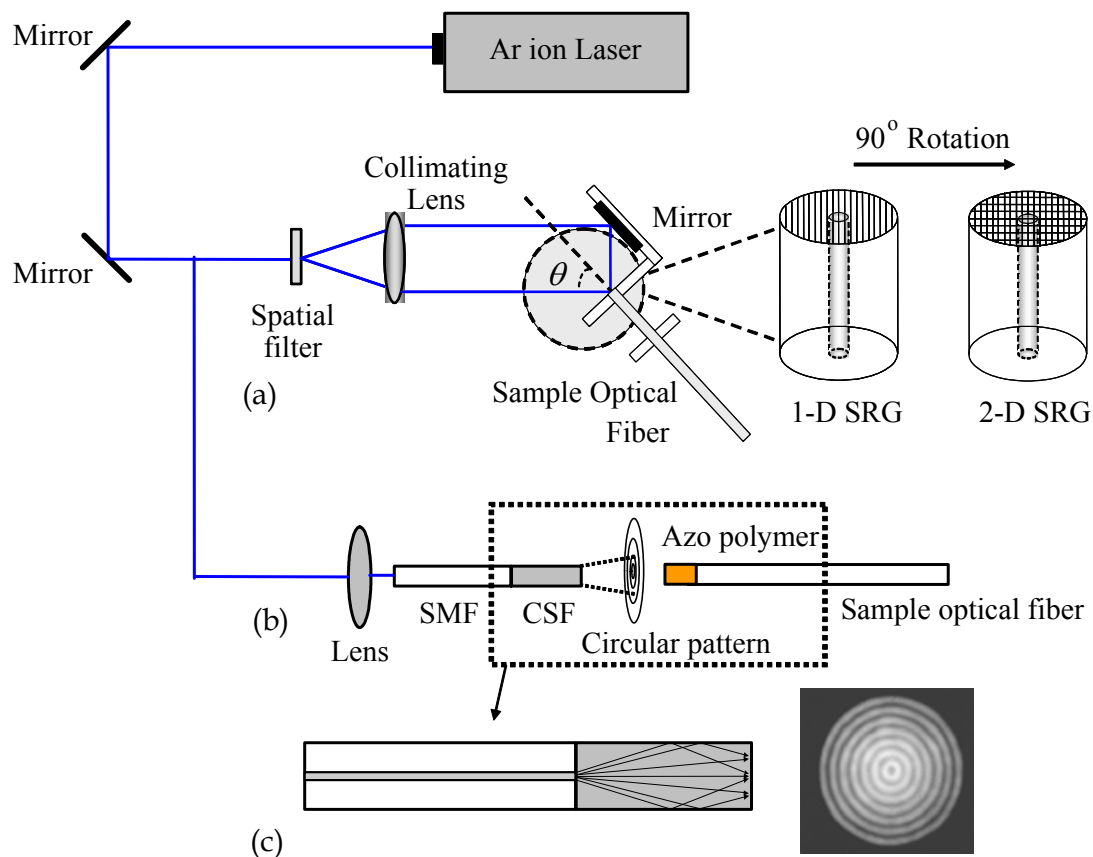 Mirror
Ar ion Laser
90° Rotation
Collimating
Lens
Mirror
Mirror
θ
Spatial
filter
(a)
Sample Optical
Fiber
1-D SRG
2-D SRG
Azo polymer
(b)
Lens
SMF
CSF
Circular pattern
Sample optical fiber
(c)